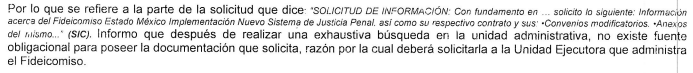 Por lo que se refiere a la parte de la solicitud que dice: "SOLICITUD DE INFORMACIÓN: Con fundamento en ... solicito lo siguiente: Información
acerca del Fideicomiso Estado México Implementación Nuevo Sistema de Justicia Penal, así como su respectivo contrato y sus: •Convenios modificatorios. •Anexos
del mismo..." (SIC). Informo que después de realizar una exhaustiva búsqueda en la unidad administrativa, no existe fuente
obligacional para poseer la documentación que solicita, razón por la cual deberá solicitarla a la Unidad Ejecutora que administra
el Fideicomiso.